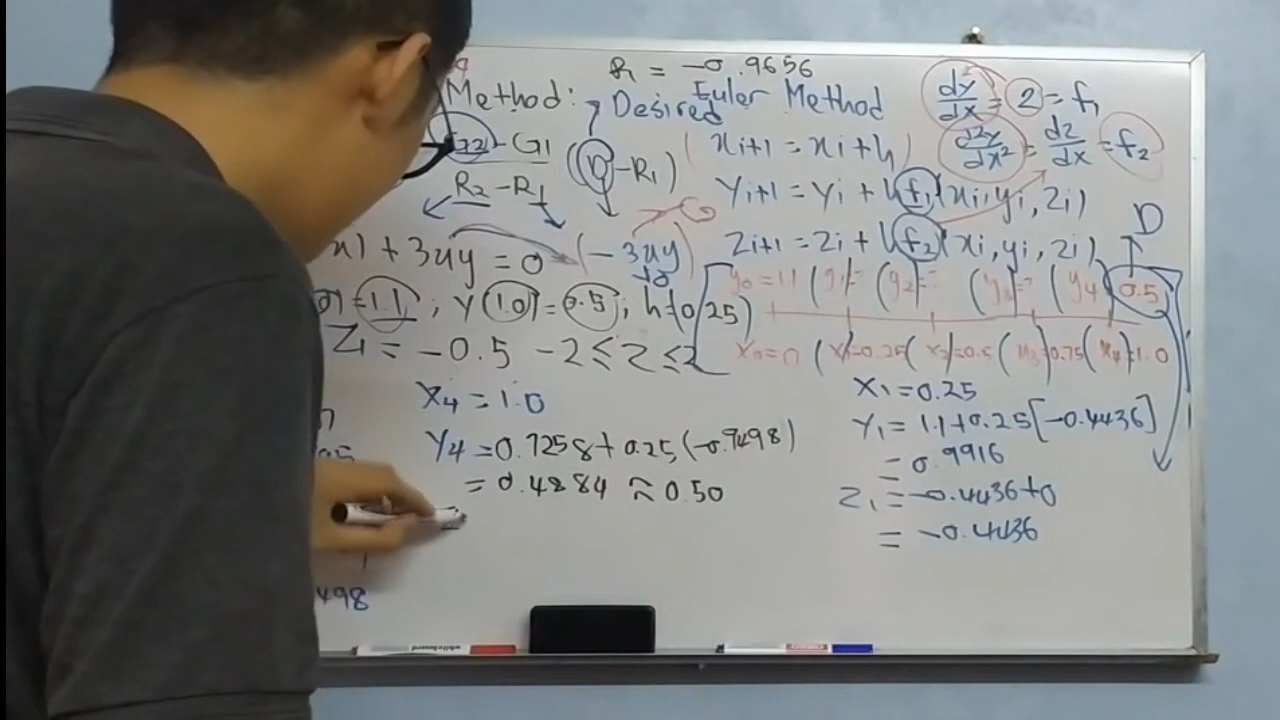 R₁ = -0.9656
Method: Desired Euler Method
G2 - G1
R₂ - R₁
(D - R₁)
dy/dx = 2 = f₁
d2y/dx² = dz/dx = f₂
xi+1 = xi + h
yi+1 = yi + hf₁(xi, yi, zi)
zi+1 = zi + hf₂(xi, yi, zi)
x) + 3xy = 0 (-3xy)
D
y₀ = 1.1 (y₁)= (y₂)= (y₃)= (y₄) 0.5
0) = 1.1, y(1.0) = 0.5; h = 0.25)
x₀=0 (x₁=0.25 (x₂)=0.5 (x₃)=0.75 (x₄)=1.0
Z₁ = -0.5 -2 ≤ z ≤ 2
X₄ = 1.0
Y₄ = 0.7258 + 0.25(-0.9498)
= 0.4884 ≈ 0.50
X₁ = 0.25
Y₁ = 1.1 + 0.25[-0.4436]
= 0.9916
Z₁ = -0.4436 + 0
= -0.4436
498